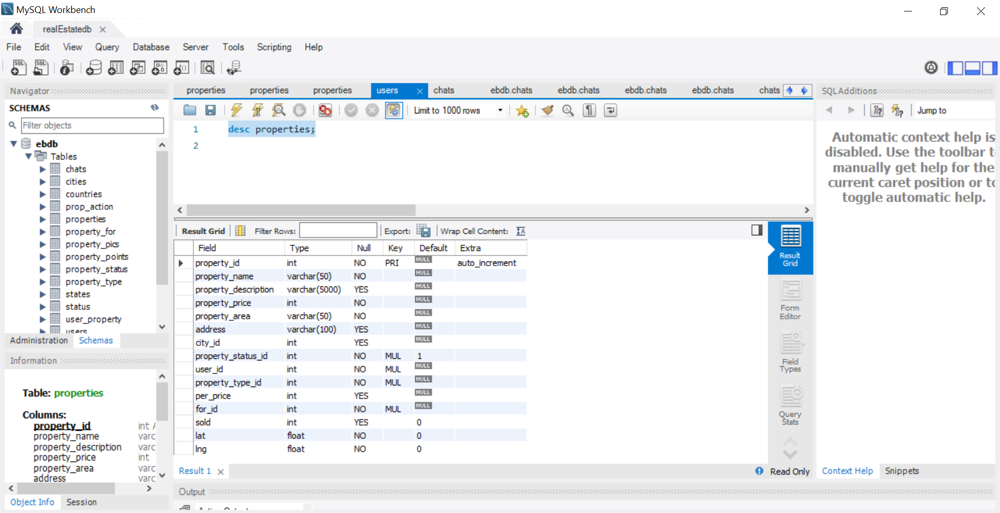 MySQL Workbench
realEstatedb
File Edit View Query Database Server Tools Scripting Help
Navigator
SCHEMAS
Filter objects
ebdb
Tables
chats
cities
countries
prop_action
properties
property_for
property_pics
property_points
property_status
property_type
states
status
user_property
users
Administration Schemas
Information
Table: properties
Columns:
property_id int A
property_name varc
property_description varc
property_price int
property_area varc
address varc
Object Info Session
properties properties properties users chats ebdb.chats ebdb.chats ebdb.chats ebdb.chats chats
Limit to 1000 rows
1 desc properties;
2
Result Grid Filter Rows: Export: Wrap Cell Content:
Field Type Null Key Default Extra
property_id int NO PRI NULL auto_increment
property_name varchar(50) NO NULL
property_description varchar(5000) YES NULL
property_price int NO NULL
property_area varchar(50) NO NULL
address varchar(100) YES NULL
city_id int YES NULL
property_status_id int NO MUL 1
user_id int NO MUL NULL
property_type_id int NO MUL NULL
per_price int YES NULL
for_id int NO MUL NULL
sold int YES 0
lat float NO 0
lng float NO 0
Result
Grid
Form
Editor
Field
Types
Query
Stats
Result 1
Read Only
Output
SQLAdditions
Jump to
Automatic context help is
disabled. Use the toolbar t
manually get help for the
current caret position or to
toggle automatic help.
Context Help Snippets